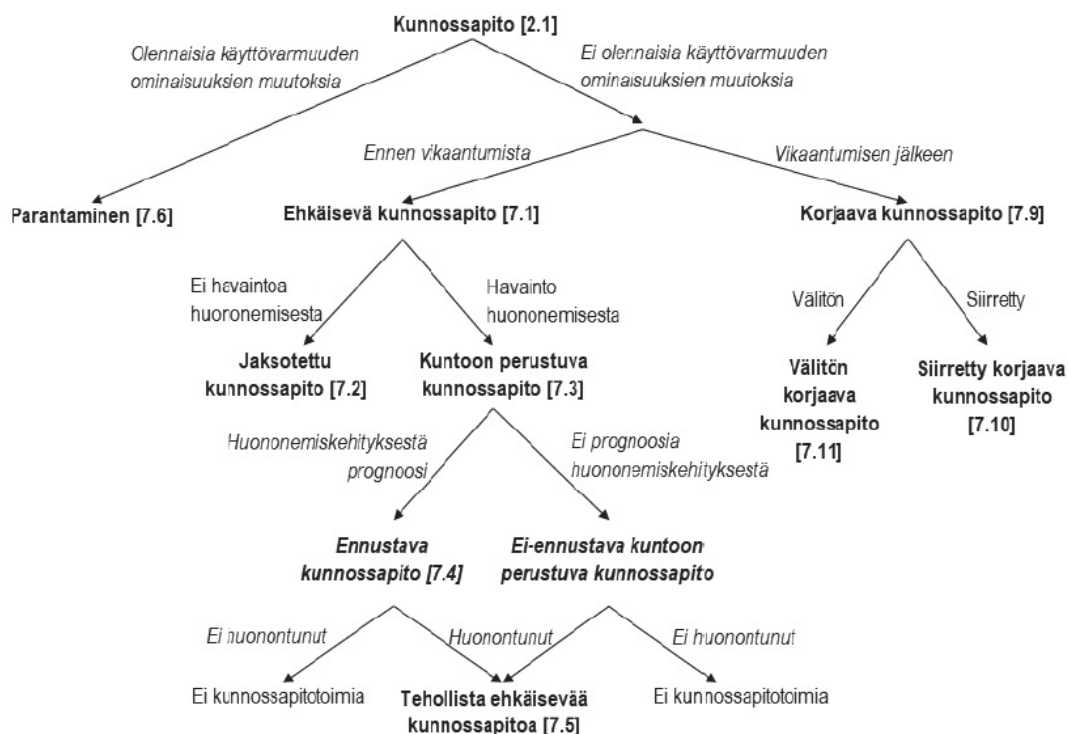 Kunnossapito [2.1]
Olennaisia käyttövarmuuden
ominaisuuksien muutoksia
Ei olennaisia käyttövarmuuden
ominaisuuksien muutoksia
Ennen vikaantumista
Vikaantumisen jälkeen
Parantaminen [7.6]
Ehkäisevä kunnossapito [7.1]
Korjaava kunnossapito [7.9]
Ei havaintoa
huoronemisesta
Havainto
huononemisesta
Välitön
Siirretty
Jaksotettu
kunnossapito [7.2]
Kuntoon perustuva
kunnossapito [7.3]
Välitön
korjaava
kunnossapito
[7.11]
Siirretty korjaava
kunnossapito
[7.10]
Huononemiskehityksestä
prognoosi
Ei prognoosia
huononemiskehityksestä
Ennustava
kunnossapito [7.4]
Ei-ennustava kuntoon
perustuva kunnossapito
Ei huonontunut
Huonontunut
Ei huonontunut
Ei kunnossapitotoimia
Tehollista ehkäisevää
kunnossapitoa [7.5]
Ei kunnossapitotoimia